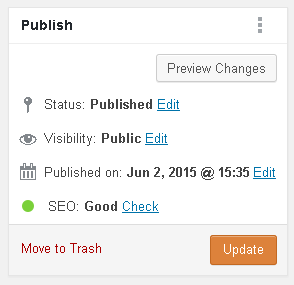 Publish
Preview Changes
Status: Published Edit
Visibility: Public Edit
Published on: Jun 2, 2015 @ 15:35 Edit
SEO: Good Check
Move to Trash
Update